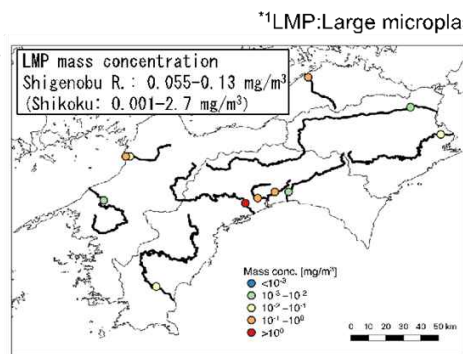 *1LMP:Large micropla
LMP mass concentration
Shigenobu R.: 0.055-0.13 mg/m³
(Shikoku: 0.001-2.7 mg/m³)
Mass conc. [mg/m³]
<10⁻³
10⁻³–10⁻²
10⁻²–10⁻¹
10⁻¹–10⁰
>10⁰
0 10 20 30 40 50 km